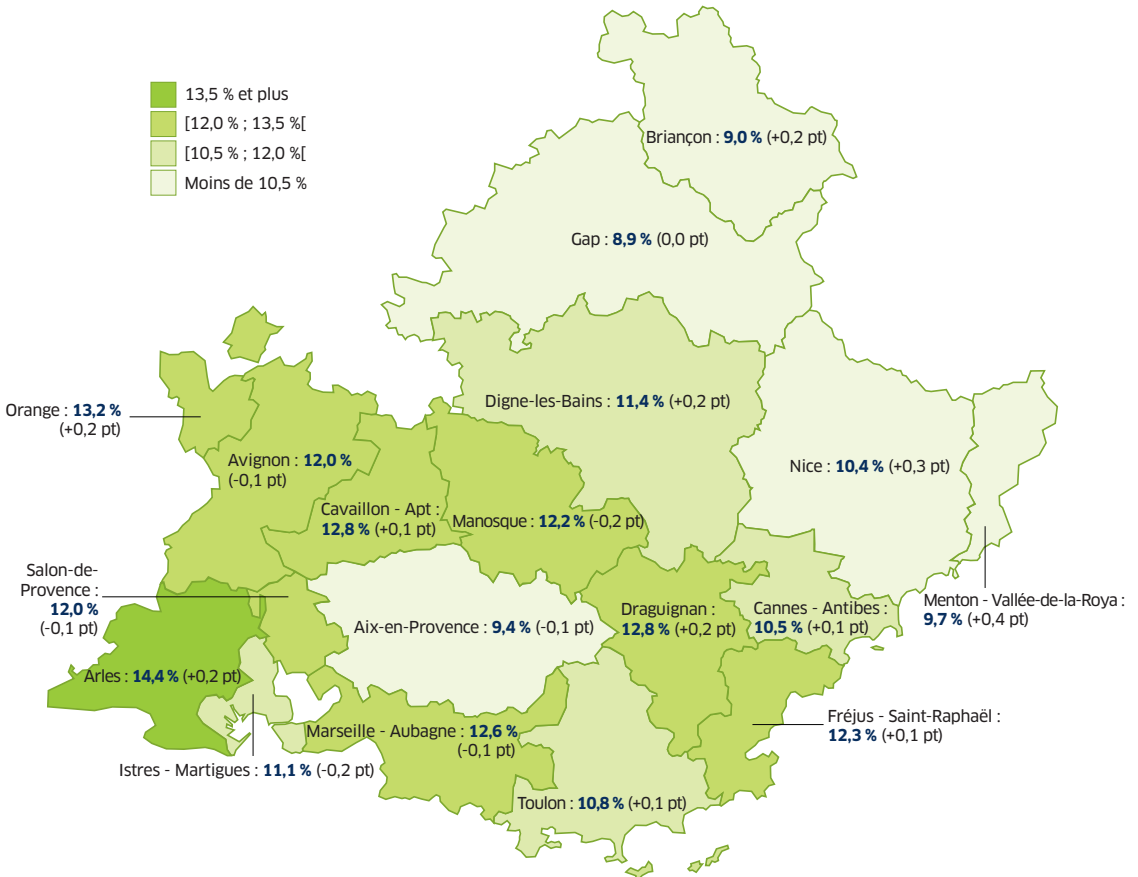 13,5 % et plus
[12,0 % ; 13,5 %[
[10,5 % ; 12,0 %[
Moins de 10,5 %
Briançon : 9,0 % (+0,2 pt)
Gap : 8,9 % (0,0 pt)
Digne-les-Bains : 11,4 % (+0,2 pt)
Orange : 13,2 %
(+0,2 pt)
Avignon : 12,0 %
(-0,1 pt)
Nice : 10,4 % (+0,3 pt)
Cavaillon - Apt :
12,8 % (+0,1 pt)
Manosque : 12,2 % (-0,2 pt)
Salon-de-
Provence :
12,0 %
(-0,1 pt)
Aix-en-Provence : 9,4 % (-0,1 pt)
Draguignan :
12,8 % (+0,2 pt)
Cannes - Antibes :
10,5 % (+0,1 pt)
Menton - Vallée-de-la-Roya :
9,7 % (+0,4 pt)
Arles : 14,4 % (+0,2 pt)
Marseille - Aubagne : 12,6 %
(-0,1 pt)
Fréjus - Saint-Raphaël :
12,3 % (+0,1 pt)
Istres - Martigues : 11,1 % (-0,2 pt)
Toulon : 10,8 % (+0,1 pt)